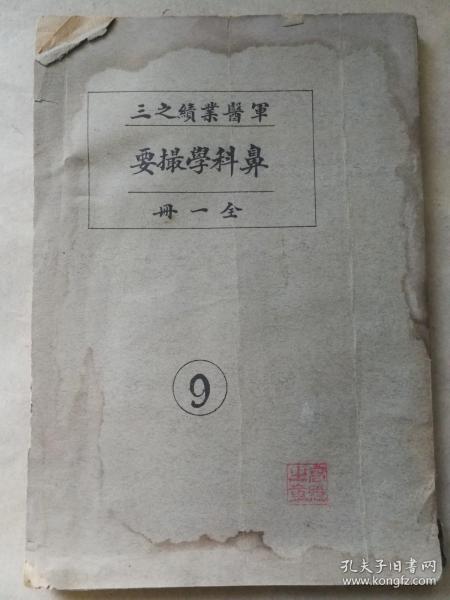 軍醫業績之三
鼻科學撮要
全一冊
9
孔夫子旧书网
www.kongfz.com